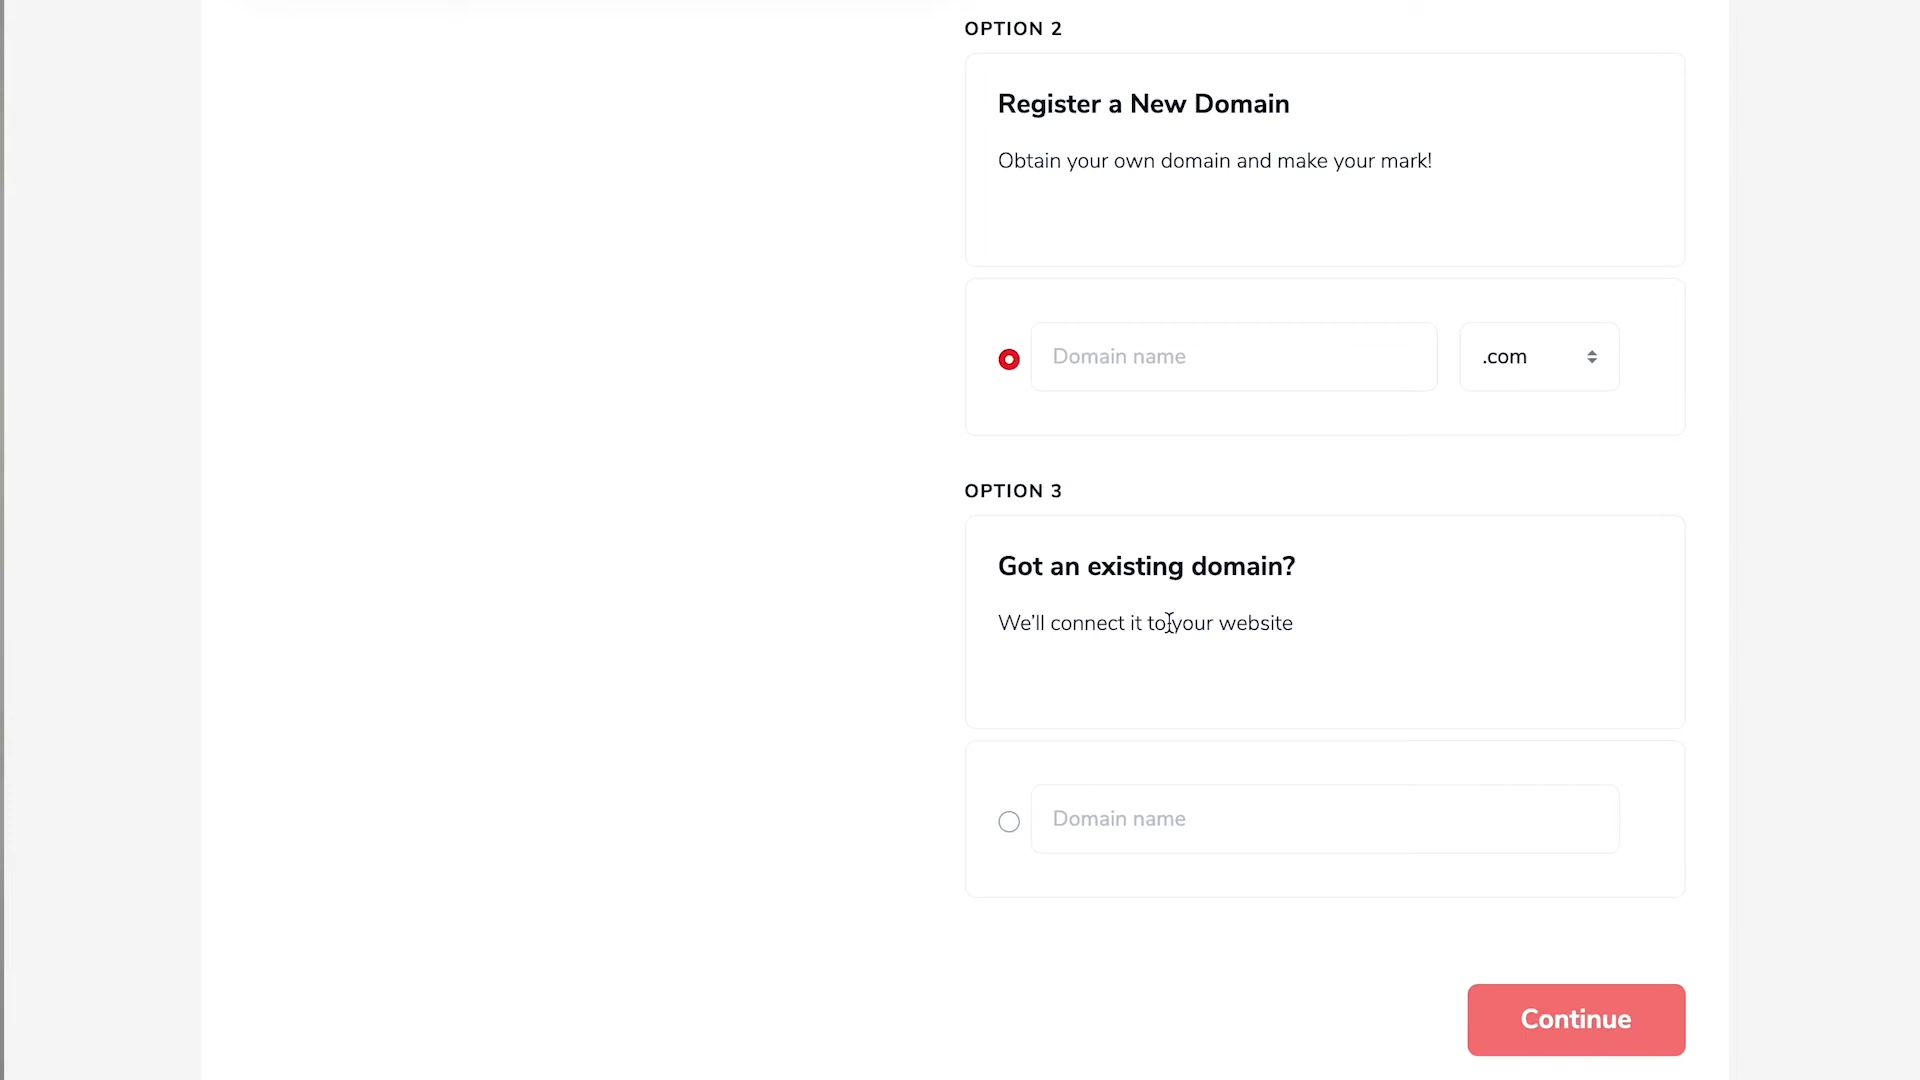 OPTION 2
Register a New Domain
Obtain your own domain and make your mark!
Domain name
.com
OPTION 3
Got an existing domain?
We’ll connect it to your website
Domain name
Continue